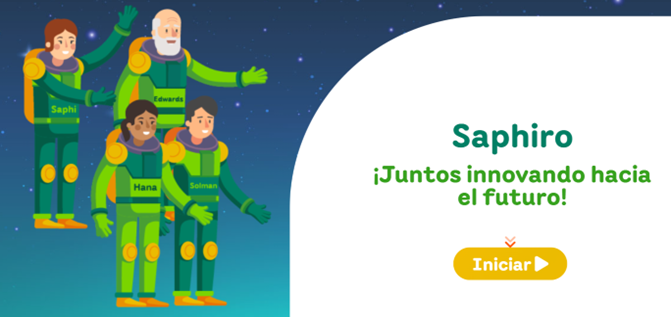 Saphi
Edwards
Hana
Solman
Saphiro
¡Juntos innovando hacia
el futuro!
Iniciar